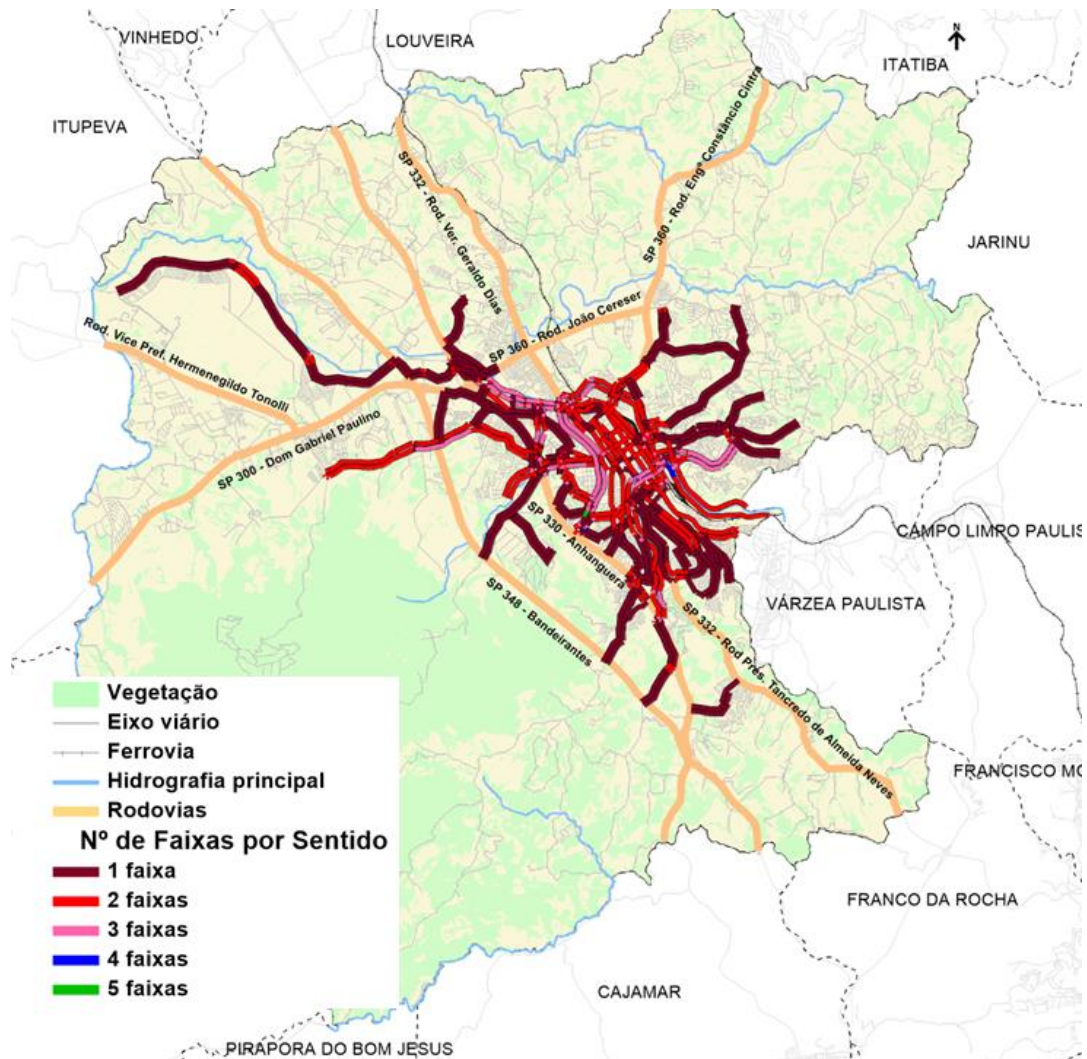 VINHEDO
LOUVEIRA
N
ITATIBA
ITUPEVA
JARINU
SP 332 - Rod. Ver. Geraldo Dias
SP 360 - Rod. Engº Constâncio Cintra
SP 360 - Rod. João Cereser
Rod. Vice Pref. Hermenegildo Tonolli
SP 300 - Dom Gabriel Paulino
SP 330 - Anhanguera
SP 348 - Bandeirantes
SP 332 - Rod Pres. Tancredo de Almeida Neves
CAMPO LIMPO PAULIS
VÁRZEA PAULISTA
FRANCISCO MO
FRANCO DA ROCHA
CAJAMAR
PIRAPORA DO BOM JESUS
Vegetação
Eixo viário
Ferrovia
Hidrografia principal
Rodovias
Nº de Faixas por Sentido
1 faixa
2 faixas
3 faixas
4 faixas
5 faixas